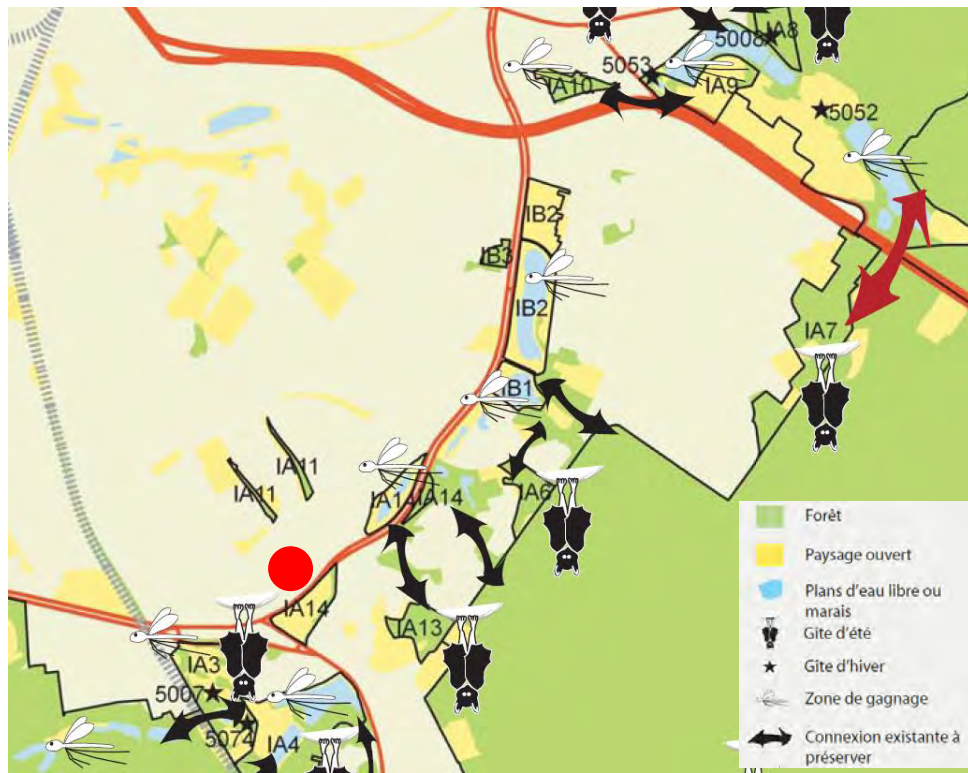 IA8
5008
5053
IA10
IA9
5052
IB2
IB3
IB2
IA7
IB1
IA11
IA11
IA14
IA14
IA6
IA14
IA13
IA3
5007
5074
IA4
Forêt
Paysage ouvert
Plans d'eau libre ou
marais
Gîte d'été
Gîte d'hiver
Zone de gagnage
Connexion existante à
préserver